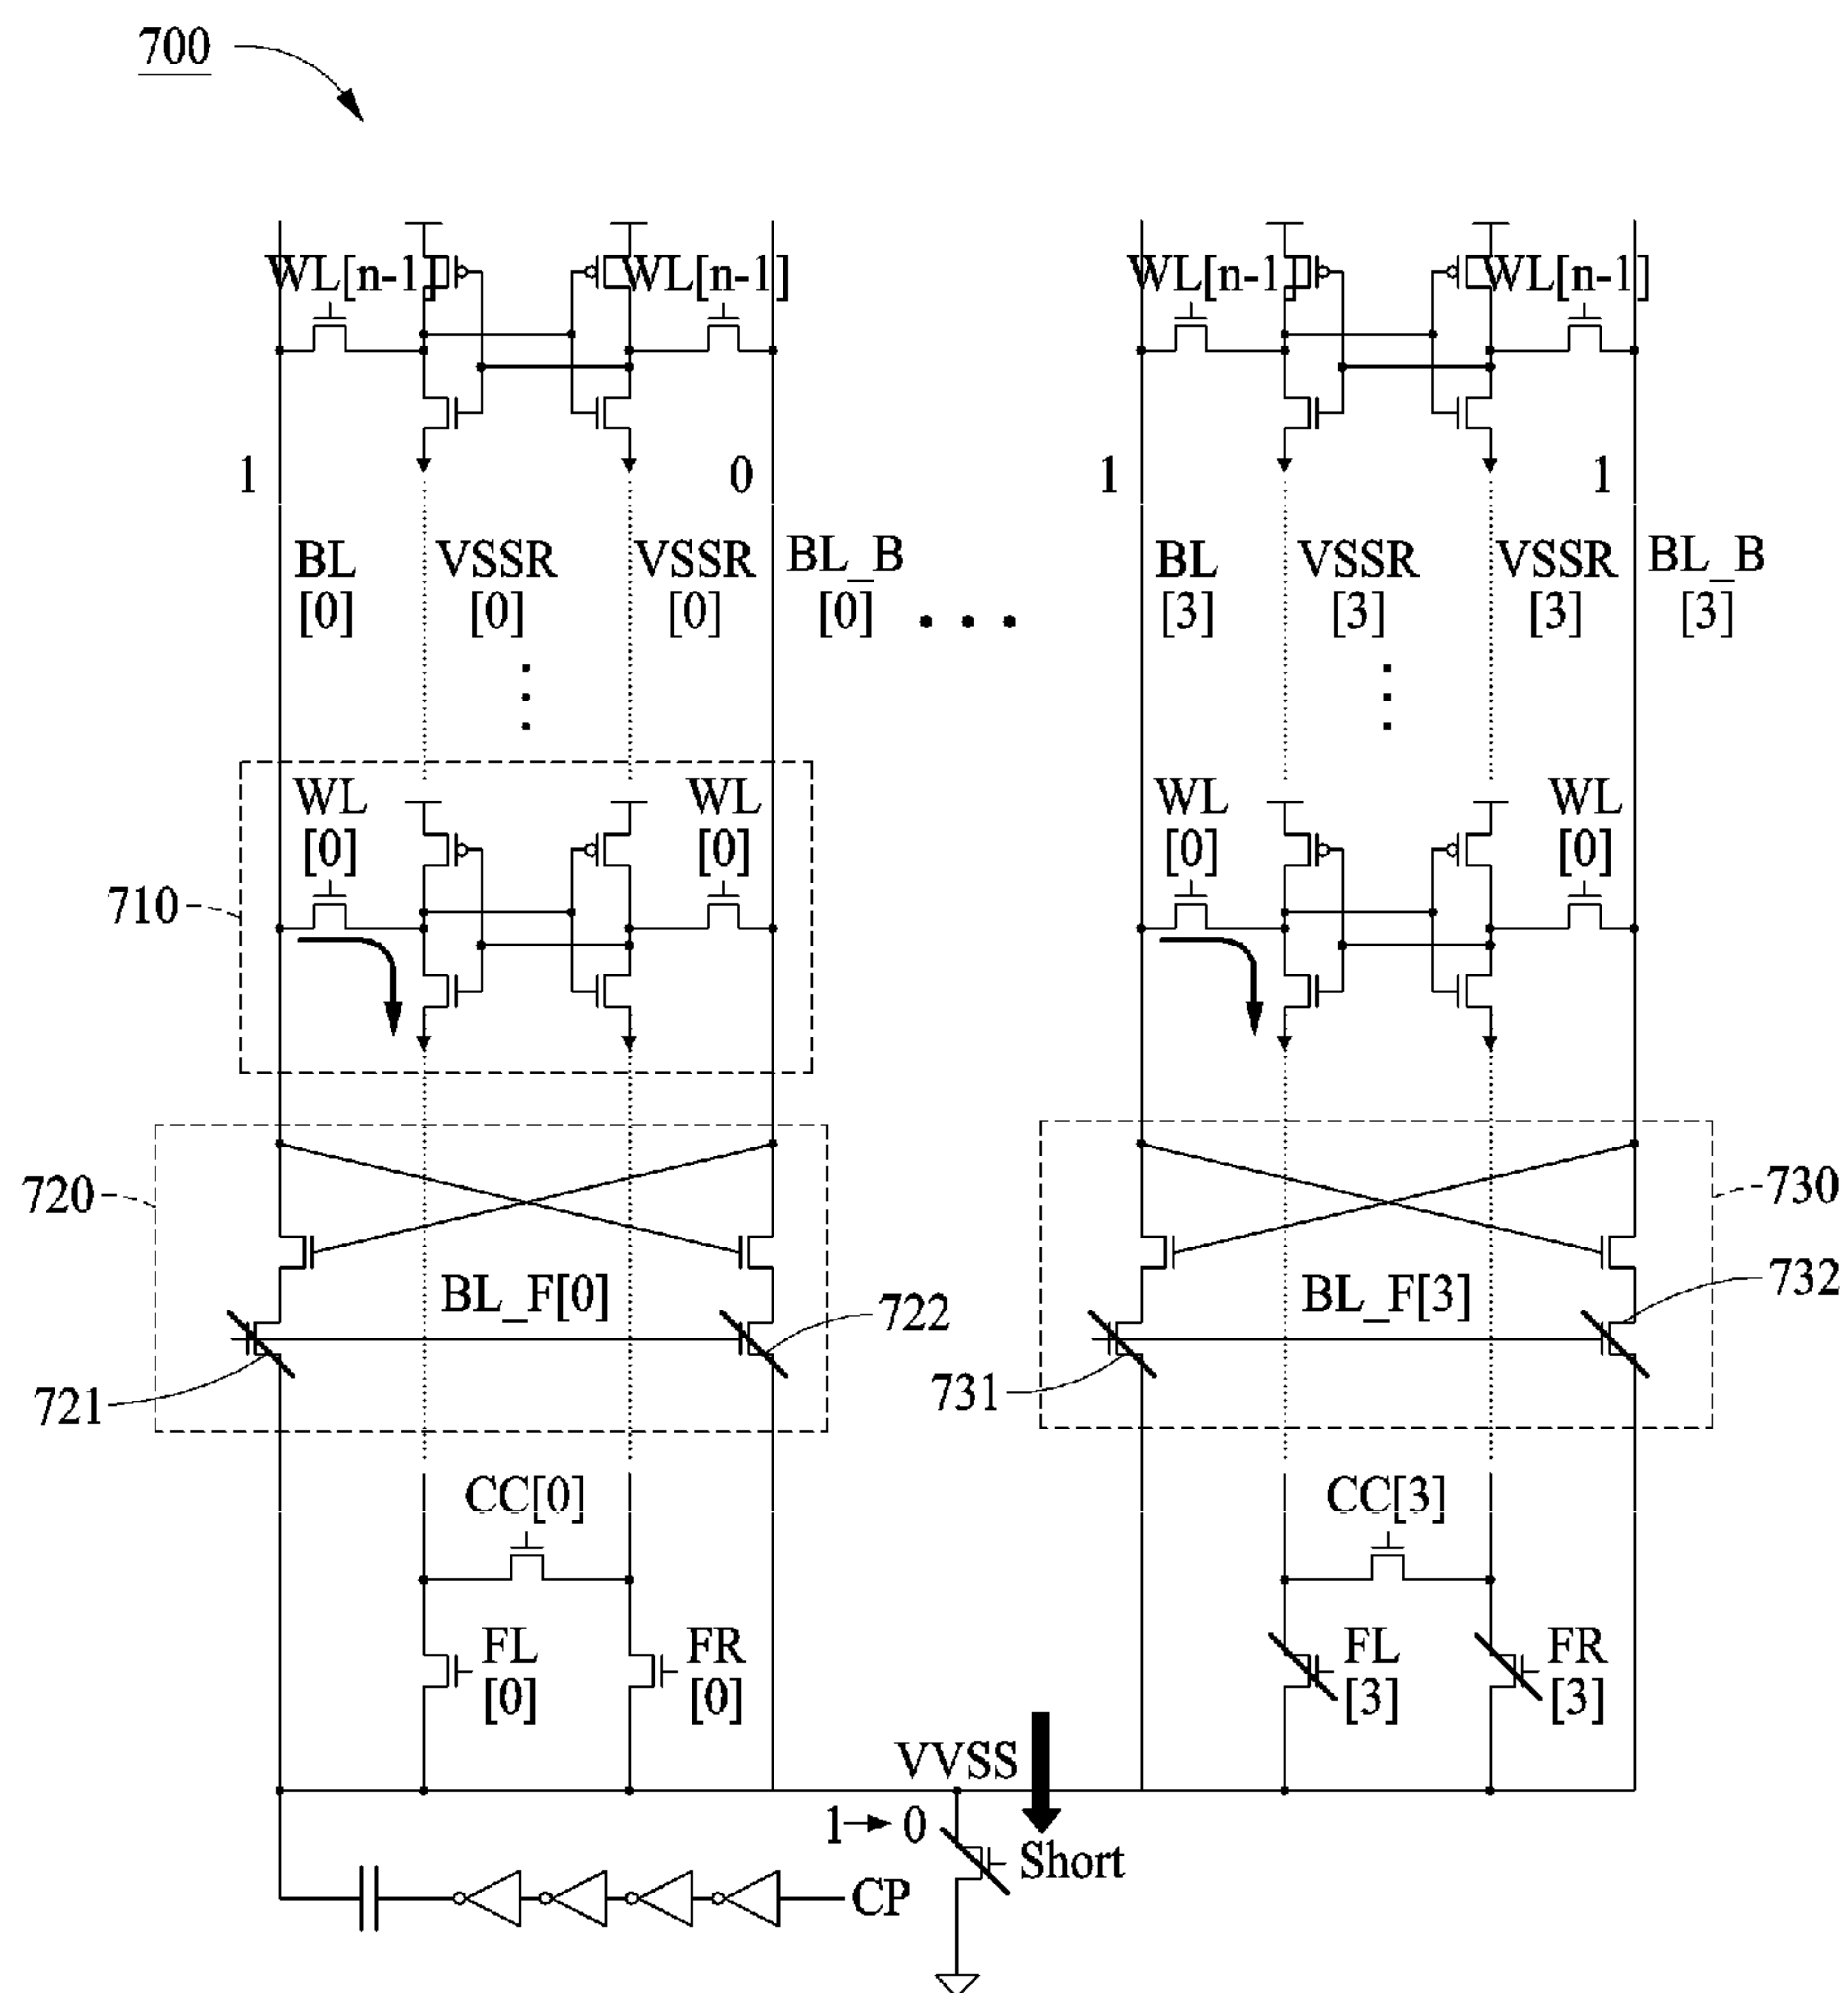 700
WL[n-1] WL[n-1] WL[n-1] WL[n-1]
1 0 1 1
BL [0] VSSR [0] VSSR [0] BL_B [0] BL [3] VSSR [3] VSSR [3] BL_B [3]
WL [0] WL [0] WL [0] WL [0]
710
720 730
BL_F[0] 722 BL_F[3] 732
721 731
CC[0] CC[3]
FL [0] FR [0] FL [3] FR [3]
VVSS
1 → 0
Short
CP